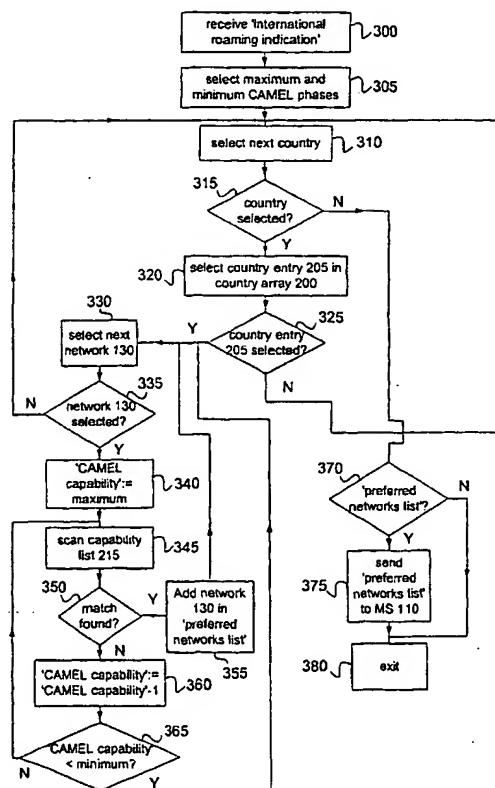 receive 'International
roaming indication'
300
select maximum and
minimum CAMEL phases
305
select next country
310
315
country
selected?
N
Y
320
select country entry 205 in
country array 200
330
325
Y
select next
network 130
country entry
205 selected?
335
N
N
network 130
selected?
Y
'CAMEL
capability':=
maximum
340
370
'preferred
networks list'?
N
scan capability
list 215
345
Y
350
match
found?
Y
Add network
130 in
'preferred
networks list'
355
375
send
'preferred
networks list'
to MS 110
N
'CAMEL capability':=
'CAMEL capability'-1
360
380
exit
365
'CAMEL capability'
< minimum?
N
Y